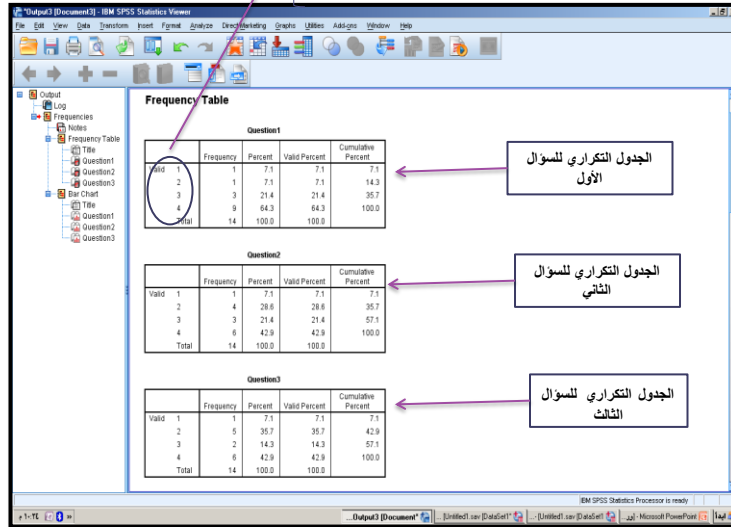 *Output3 [Document3] - IBM SPSS Statistics Viewer
File Edit View Data Transform Insert Format Analyze Direct Marketing Graphs Utilities Add-ons Window Help
Output
Log
Frequencies
Notes
Frequency Table
Title
Question1
Question2
Question3
Bar Chart
Title
Question1
Question2
Question3
Frequency Table
Question1
Frequency Percent Valid Percent Cumulative Percent
Valid 1 1 7.1 7.1 7.1
2 1 7.1 7.1 14.3
3 3 21.4 21.4 35.7
4 9 64.3 64.3 100.0
Total 14 100.0 100.0
الجدول التكراري للسؤال
الأول
Question2
Frequency Percent Valid Percent Cumulative Percent
Valid 1 1 7.1 7.1 7.1
2 4 28.6 28.6 35.7
3 3 21.4 21.4 57.1
4 6 42.9 42.9 100.0
Total 14 100.0 100.0
الجدول التكراري للسؤال
الثاني
Question3
Frequency Percent Valid Percent Cumulative Percent
Valid 1 1 7.1 7.1 7.1
2 5 35.7 35.7 42.9
3 2 14.3 14.3 57.1
4 6 42.9 42.9 100.0
Total 14 100.0 100.0
الجدول التكراري للسؤال
الثالث
IBM SPSS Statistics Processor is ready
...Output3 [Document* ...[Untitled1.sav [DataSet1* ...- [Untitled1.sav [DataSet1 Microsoft PowerPoint ابدأ